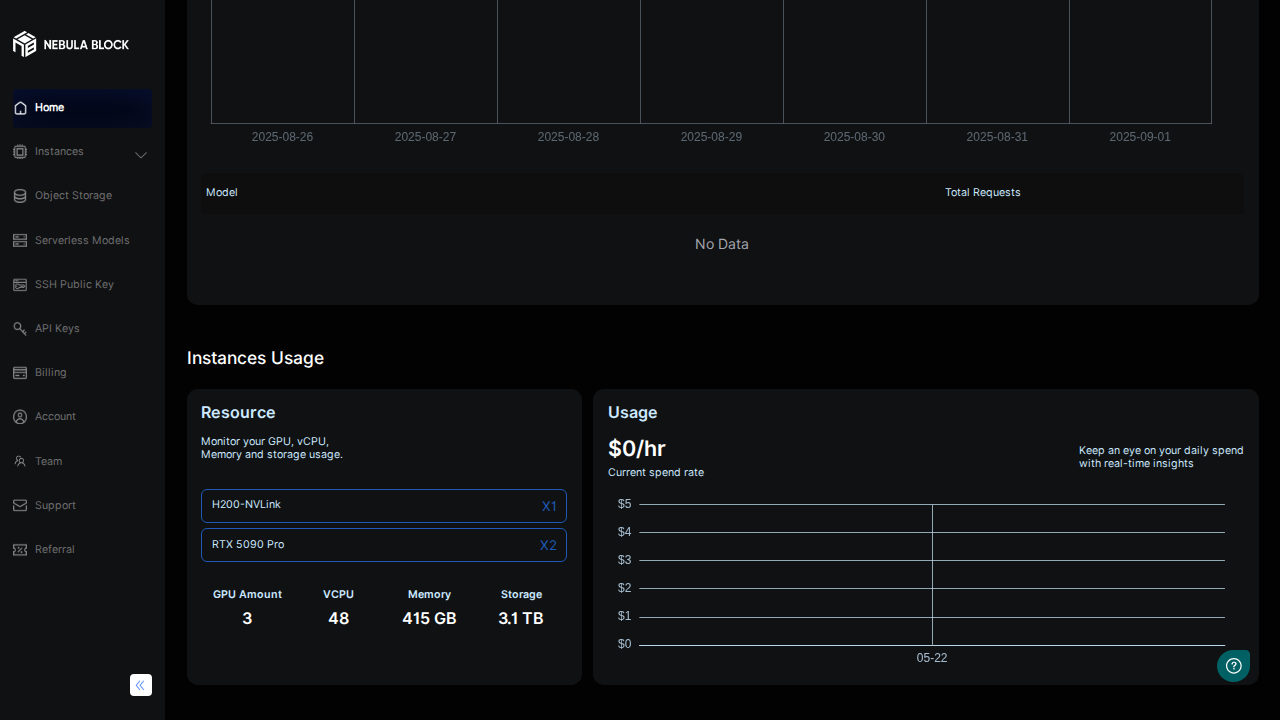 NEBULA BLOCK
Home
Instances
Object Storage
Serverless Models
SSH Public Key
API Keys
Billing
Account
Team
Support
Referral
2025-08-26 2025-08-27 2025-08-28 2025-08-29 2025-08-30 2025-08-31 2025-09-01
Model Total Requests
No Data
Instances Usage
Resource
Monitor your GPU, vCPU,
Memory and storage usage.
H200-NVLink X1
RTX 5090 Pro X2
GPU Amount VCPU Memory Storage
3 48 415 GB 3.1 TB
Usage
$0/hr
Current spend rate
Keep an eye on your daily spend
with real-time insights
$5
$4
$3
$2
$1
$0
05-22